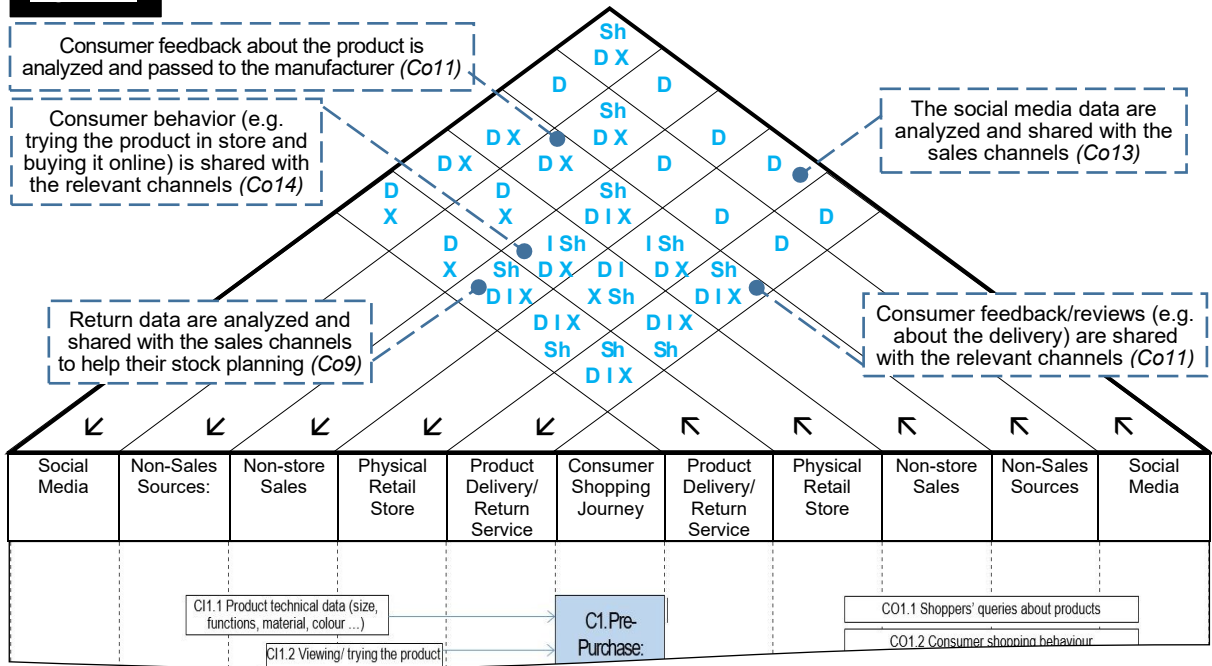 Consumer feedback about the product is
analyzed and passed to the manufacturer (Co11)
Consumer behavior (e.g.
trying the product in store and
buying it online) is shared with
the relevant channels (Co14)
The social media data are
analyzed and shared with the
sales channels (Co13)
Return data are analyzed and
shared with the sales channels
to help their stock planning (Co9)
Consumer feedback/reviews (e.g.
about the delivery) are shared
with the relevant channels (Co11)
Sh
D X
D D
Sh
D X D X D
D X D X D D
D D Sh
X X D I X D D
D I Sh I Sh D
X Sh D X D I D X Sh
D I X X Sh D I X
D I X D I X
Sh Sh Sh
D I X
Social
Media
Non-Sales
Sources:
Non-store
Sales
Physical
Retail
Store
Product
Delivery/
Return
Service
Consumer
Shopping
Journey
Product
Delivery/
Return
Service
Physical
Retail
Store
Non-store
Sales
Non-Sales
Sources
Social
Media
CI1.1 Product technical data (size,
functions, material, colour ...)
CI1.2 Viewing/ trying the product
C1.Pre-
Purchase:
CO1.1 Shoppers' queries about products
CO1.2 Consumer shopping behaviour